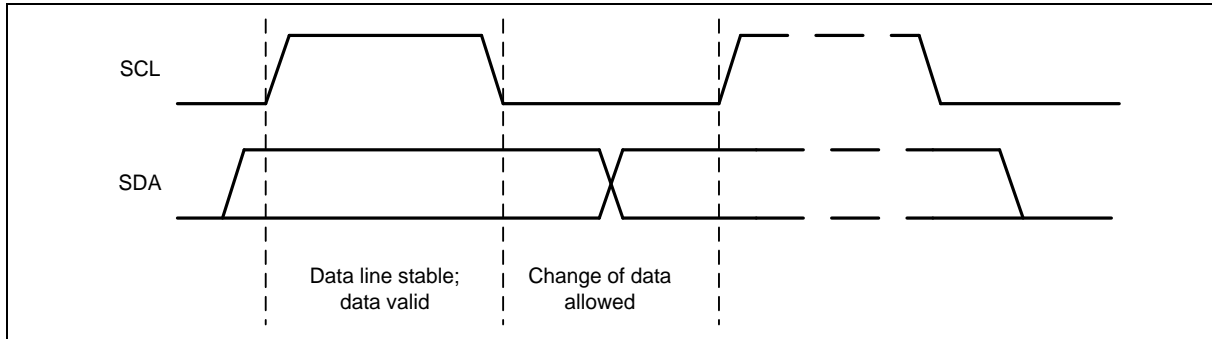 SCL
SDA
Data line stable;
data valid
Change of data
allowed